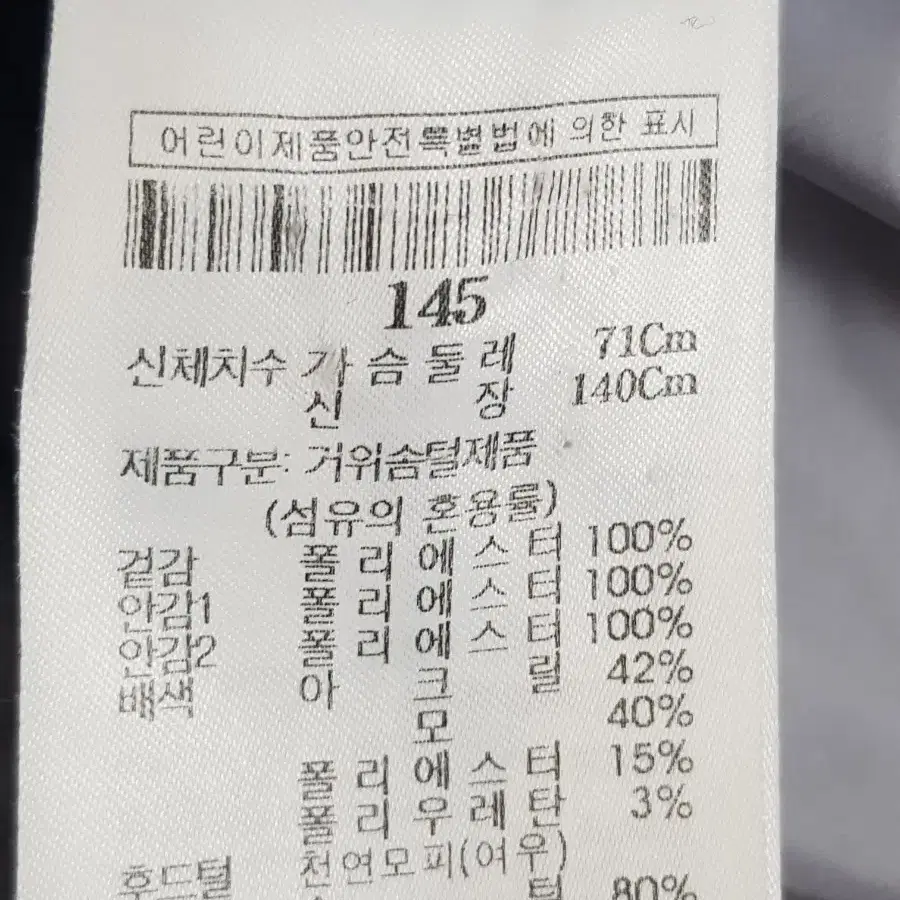 어린이제품안전특별법에 의한 표시
145
신체치수 가슴둘레 71Cm
신장 140Cm
제품구분: 거위솜털제품
(섬유의 혼용률)
겉감 폴리에스터 100%
안감1 폴리에스터 100%
안감2 폴리에스터 100%
배색 아크릴 42%
모 40%
폴리에스터 15%
폴리우레탄 3%
후드털 천연모피(여우)
80%